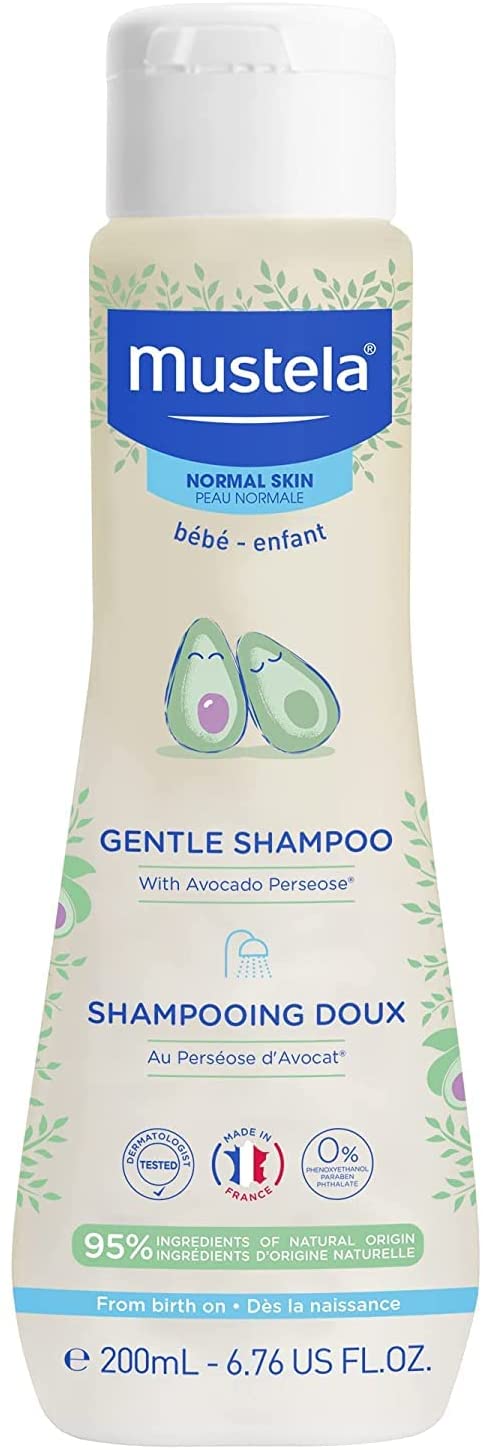 Mustela®
NORMAL SKIN
PEAU NORMALE
bébé - enfant
GENTLE SHAMPOO
With Avocado Perseose®
SHAMPOOING DOUX
Au Perséose d'Avocat®
DERMATOLOGIST
TESTED
MADE IN
FRANCE
0%
PHENOXYETHANOL
PARABEN
PHTHALATE
95% INGREDIENTS OF NATURAL ORIGIN
INGRÉDIENTS D'ORIGINE NATURELLE
From birth on • Dès la naissance
℮ 200mL - 6.76 US FL.OZ.